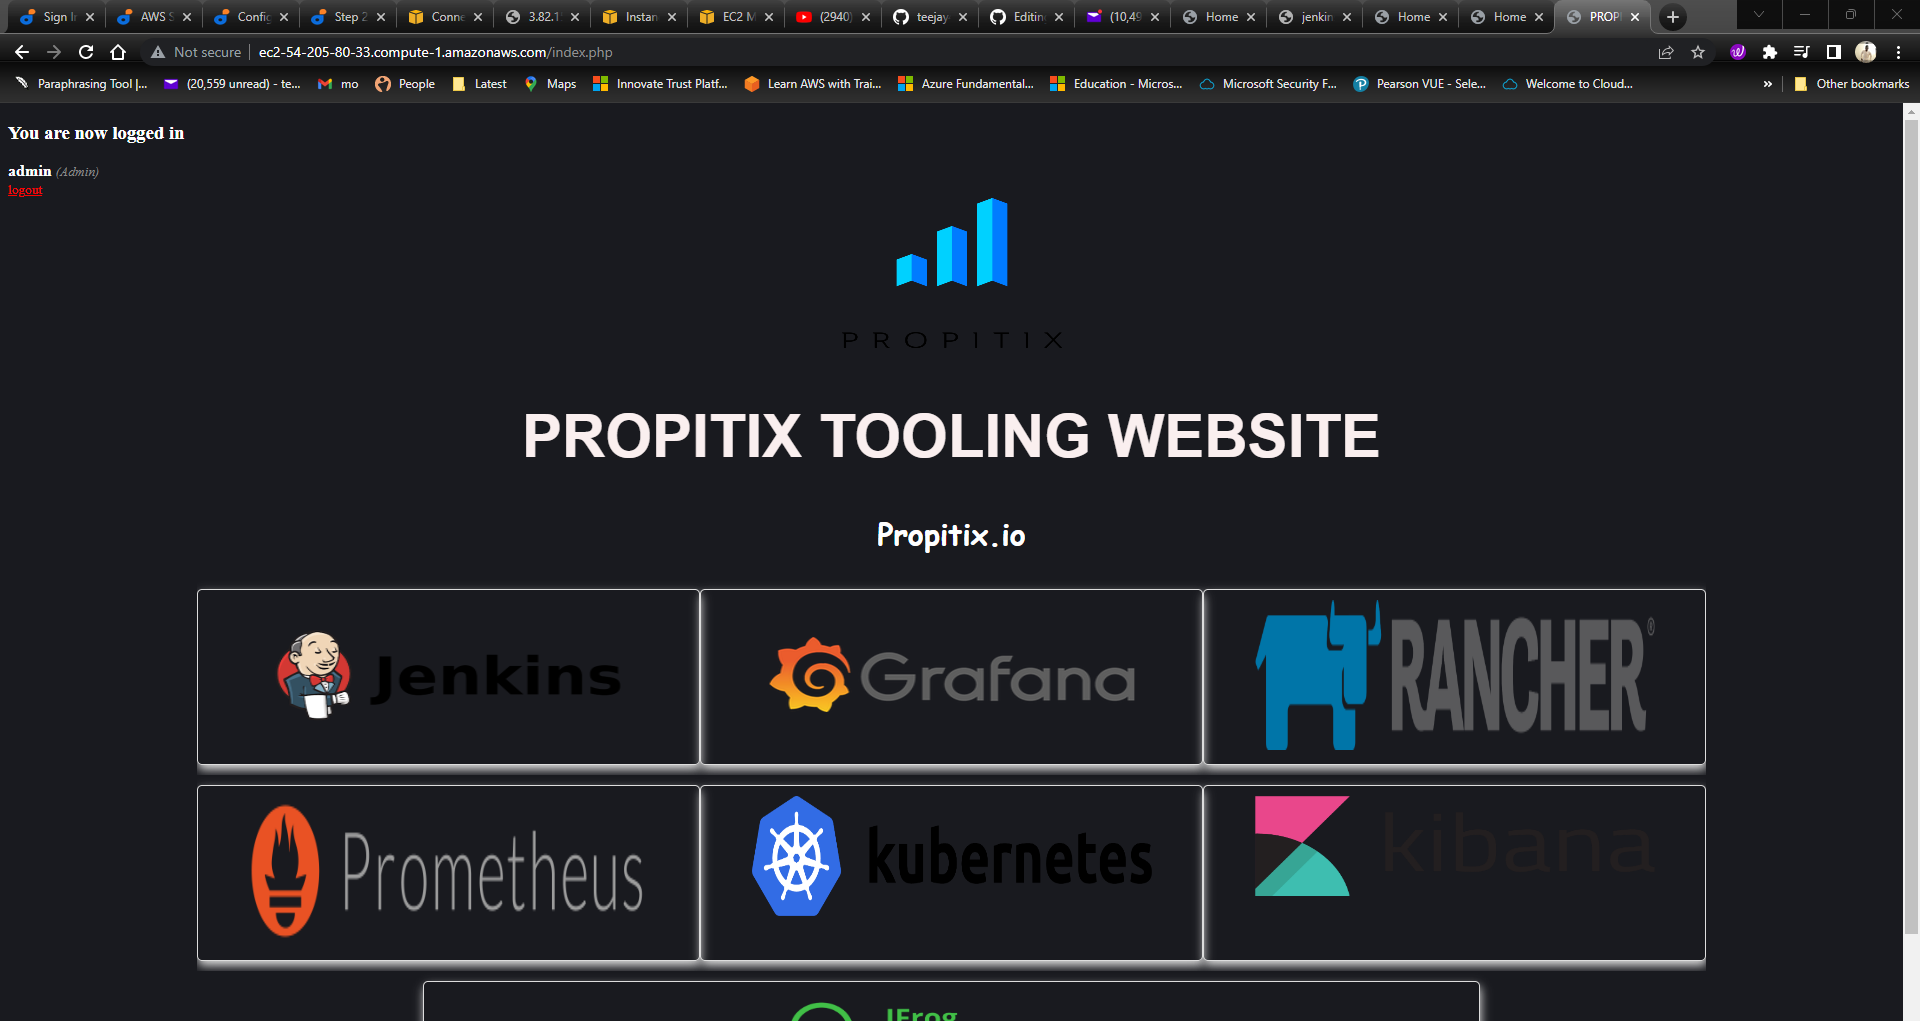 Sign I
AWS S
Config
Step 2
Conne
3.82.1
Instan
EC2 M
(2940)
teejay
Editin
(10,49
Home
jenkin
Home
Home
PROP
Not secure
ec2-54-205-80-33.compute-1.amazonaws.com/index.php
Paraphrasing Tool |...
(20,559 unread) - te...
mo
People
Latest
Maps
Innovate Trust Platf...
Learn AWS with Trai...
Azure Fundamental...
Education - Micros...
Microsoft Security F...
Pearson VUE - Sele...
Welcome to Cloud...
»
Other bookmarks
You are now logged in
admin (Admin)
logout
PROPITIX
PROPITIX TOOLING WEBSITE
Propitix.io
Jenkins
Grafana
RANCHER®
Prometheus
kubernetes
kibana
JFrog